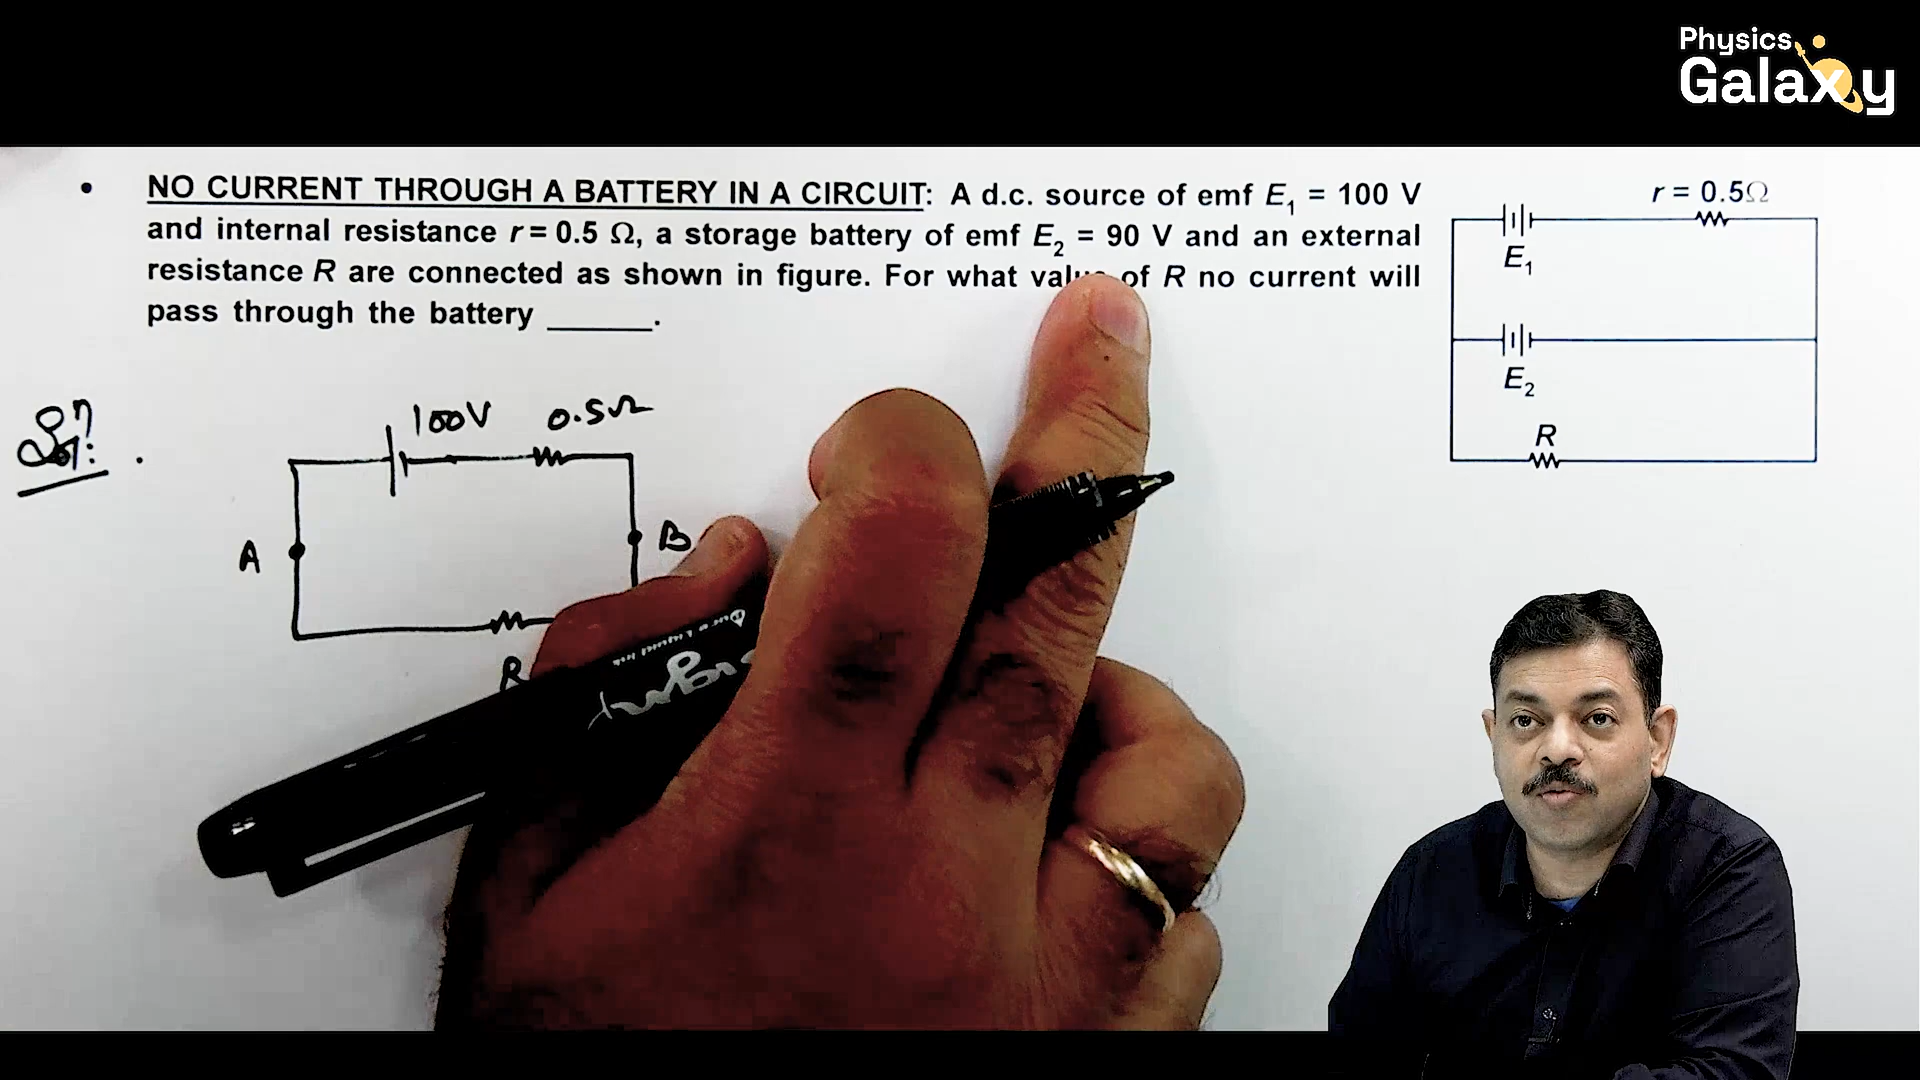 Physics
Galaxy
• NO CURRENT THROUGH A BATTERY IN A CIRCUIT: A d.c. source of emf E₁ = 100 V
and internal resistance r = 0.5 Ω, a storage battery of emf E₂ = 90 V and an external
resistance R are connected as shown in figure. For what value of R no current will
pass through the battery ______.
r = 0.5Ω
E₁
E₂
R
100V 0.5Ω
A
B
R